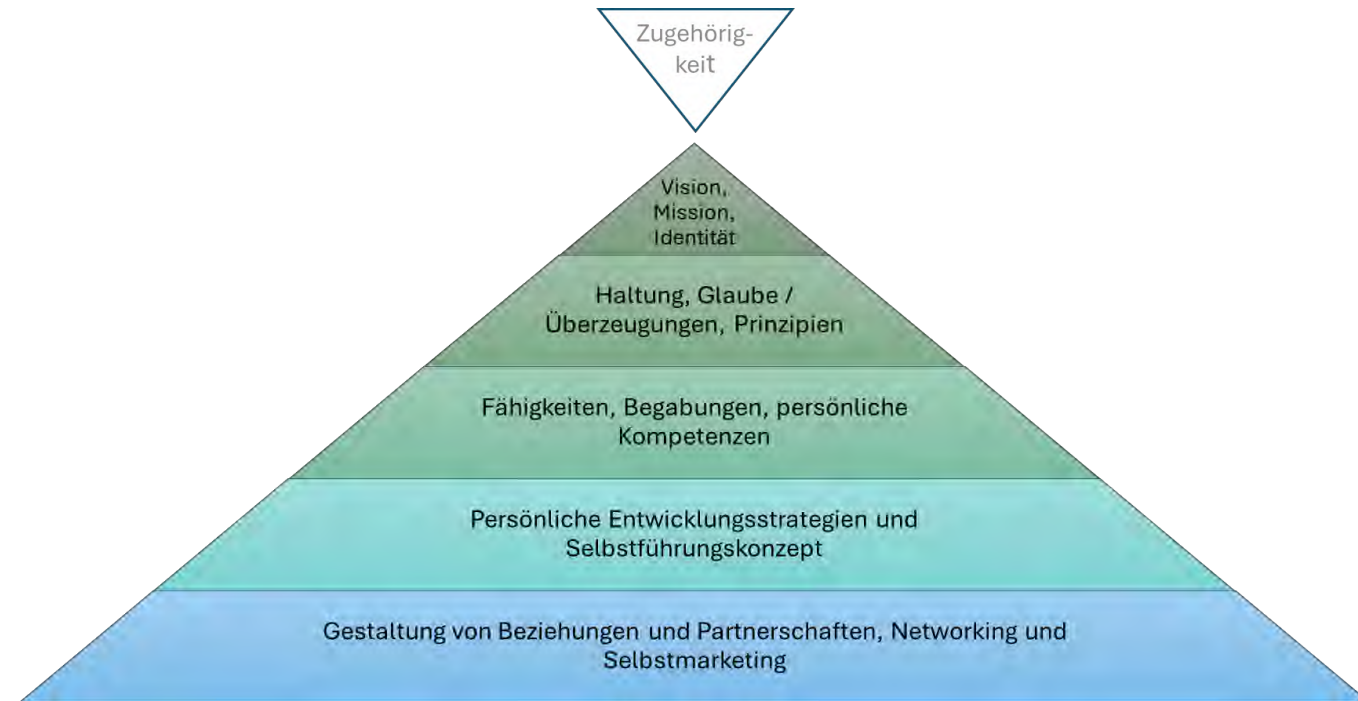 Zugehörig-
keit
Vision,
Mission,
Identität
Haltung, Glaube /
Überzeugungen, Prinzipien
Fähigkeiten, Begabungen, persönliche
Kompetenzen
Persönliche Entwicklungsstrategien und
Selbstführungskonzept
Gestaltung von Beziehungen und Partnerschaften, Networking und
Selbstmarketing